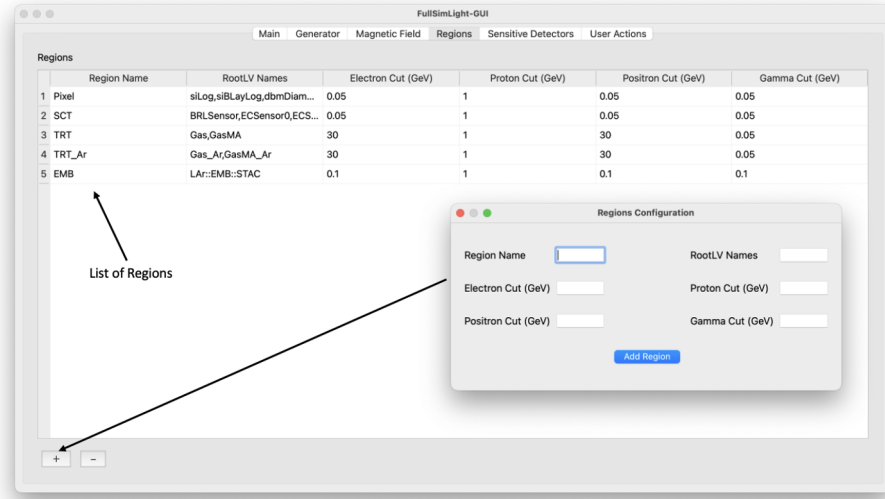 FullSimLight-GUI
Main Generator Magnetic Field Regions Sensitive Detectors User Actions
Regions
Region Name RootLV Names Electron Cut (GeV) Proton Cut (GeV) Positron Cut (GeV) Gamma Cut (GeV)
1 Pixel siLog,siBLayLog,dbmDiam... 0.05 1 0.05 0.05
2 SCT BRLSensor,ECSensor0,ECS... 0.05 1 0.05 0.05
3 TRT Gas,GasMA 30 1 30 0.05
4 TRT_Ar Gas_Ar,GasMA_Ar 30 1 30 0.05
5 EMB LAr::EMB::STAC 0.1 1 0.1 0.1
List of Regions
Regions Configuration
Region Name RootLV Names
Electron Cut (GeV) Proton Cut (GeV)
Positron Cut (GeV) Gamma Cut (GeV)
Add Region
+ -